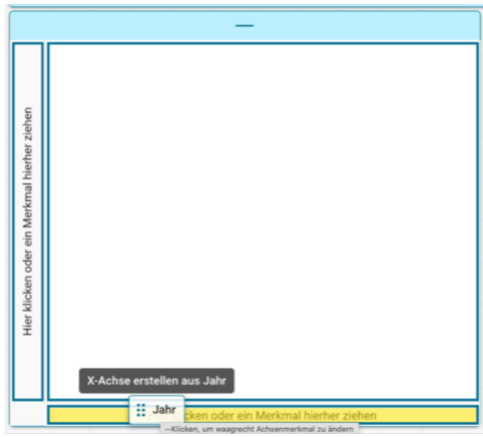 Hier klicken oder ein Merkmal hierher ziehen
X-Achse erstellen aus Jahr
Jahr
cken oder ein Merkmal hierher ziehen
—Klicken, um waagrecht Achsenmerkmal zu ändern